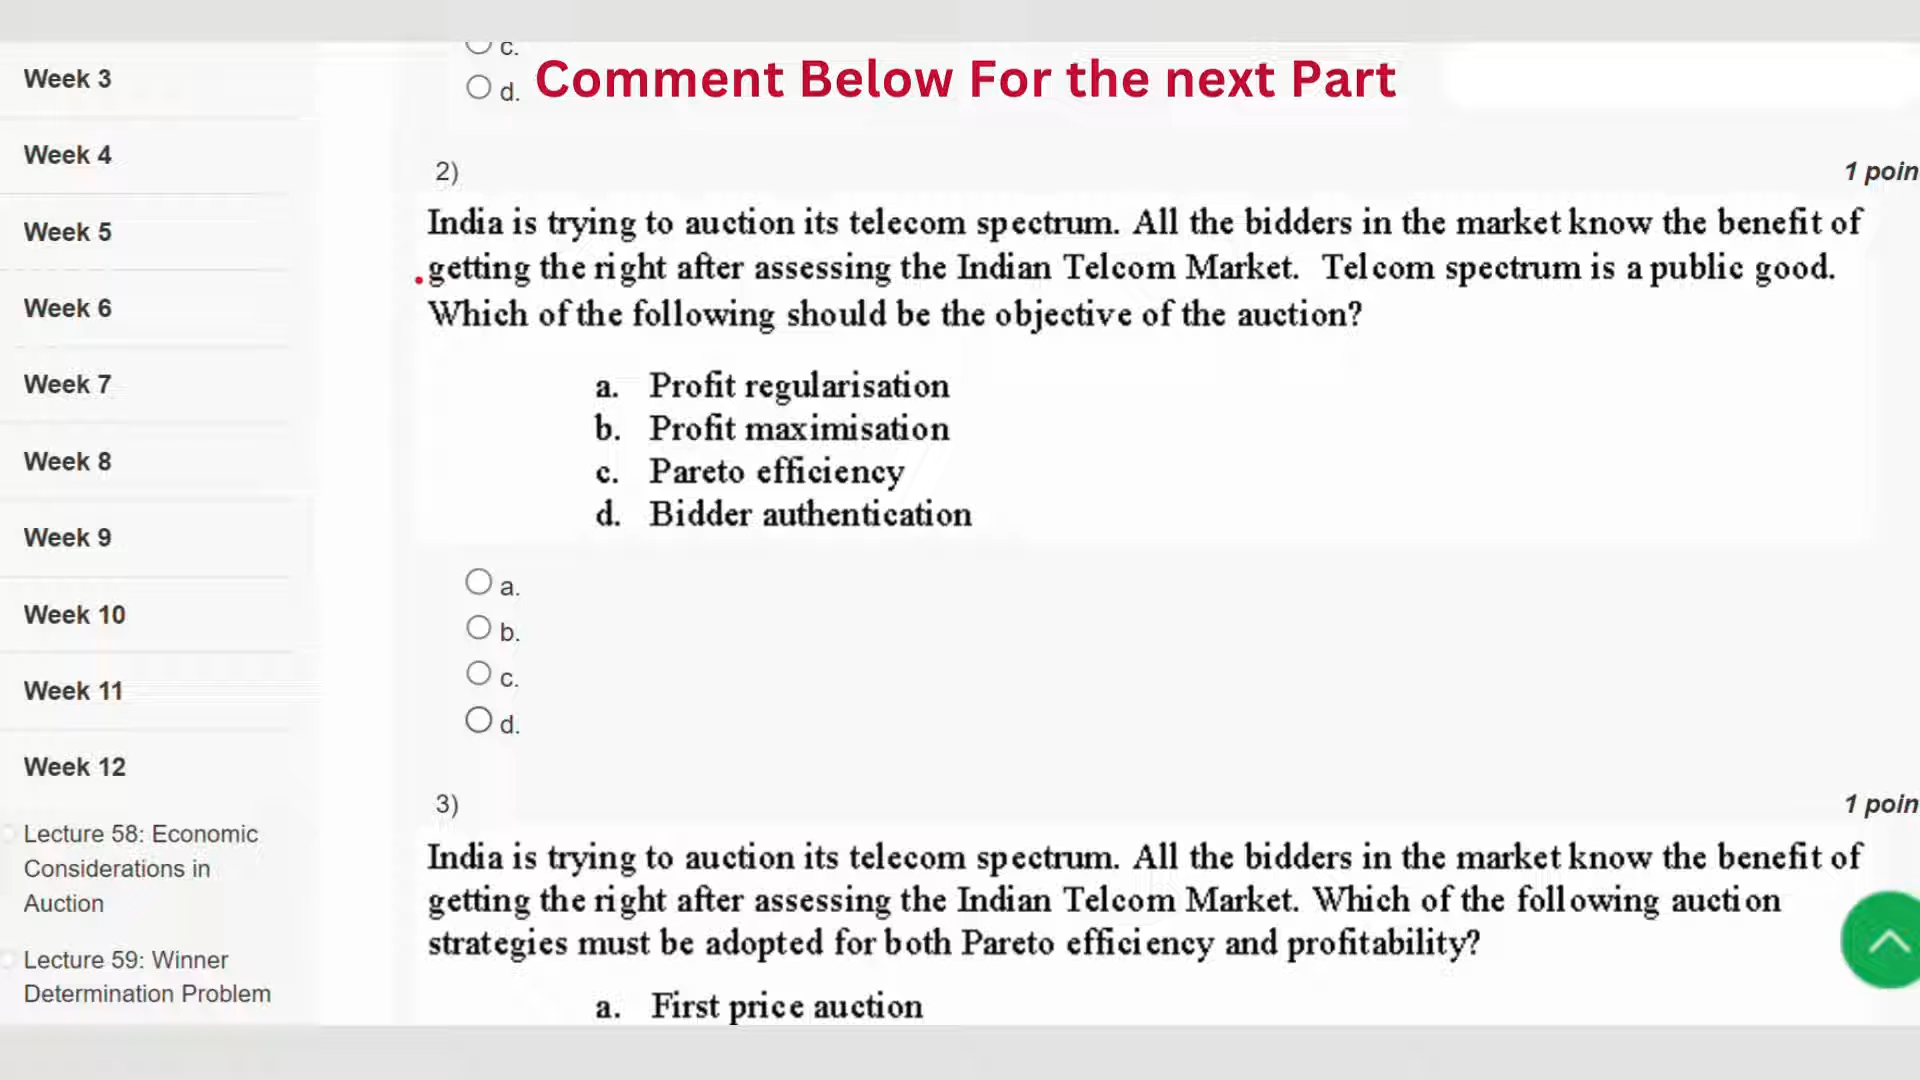 c.
d. Comment Below For the next Part
Week 3
Week 4
Week 5
Week 6
Week 7
Week 8
Week 9
Week 10
Week 11
Week 12
Lecture 58: Economic
Considerations in
Auction
Lecture 59: Winner
Determination Problem
2)
1 poin
India is trying to auction its telecom spectrum. All the bidders in the market know the benefit of
getting the right after assessing the Indian Telcom Market. Telcom spectrum is a public good.
Which of the following should be the objective of the auction?
a. Profit regularisation
b. Profit maximisation
c. Pareto efficiency
d. Bidder authentication
a.
b.
c.
d.
3)
1 poin
India is trying to auction its telecom spectrum. All the bidders in the market know the benefit of
getting the right after assessing the Indian Telcom Market. Which of the following auction
strategies must be adopted for both Pareto efficiency and profitability?
a. First price auction